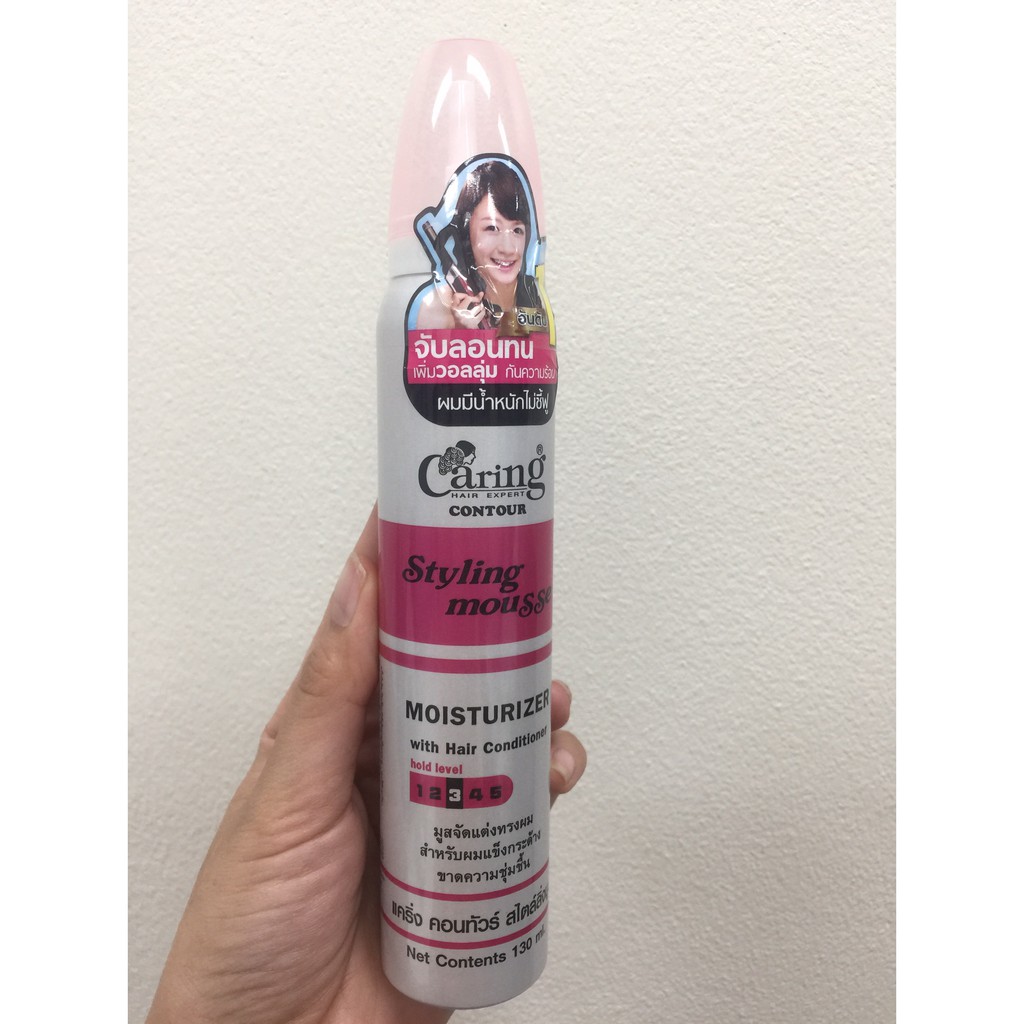 อันดับ
จับลอนทน
เพิ่มวอลลุ่ม กันความร้อน
ผมมีน้ำหนักไม่ชี้ฟู
Caring®
HAIR EXPERT
CONTOUR
Styling
mousse
MOISTURIZER
with Hair Conditioner
hold level
1 2 3 4 5
มูสจัดแต่งทรงผม
สำหรับผมแข็งกระด้าง
ขาดความชุ่มชื้น
แคริ่ง คอนทัวร์ สไตล์ลิ่ง
Net Contents 130 ml.